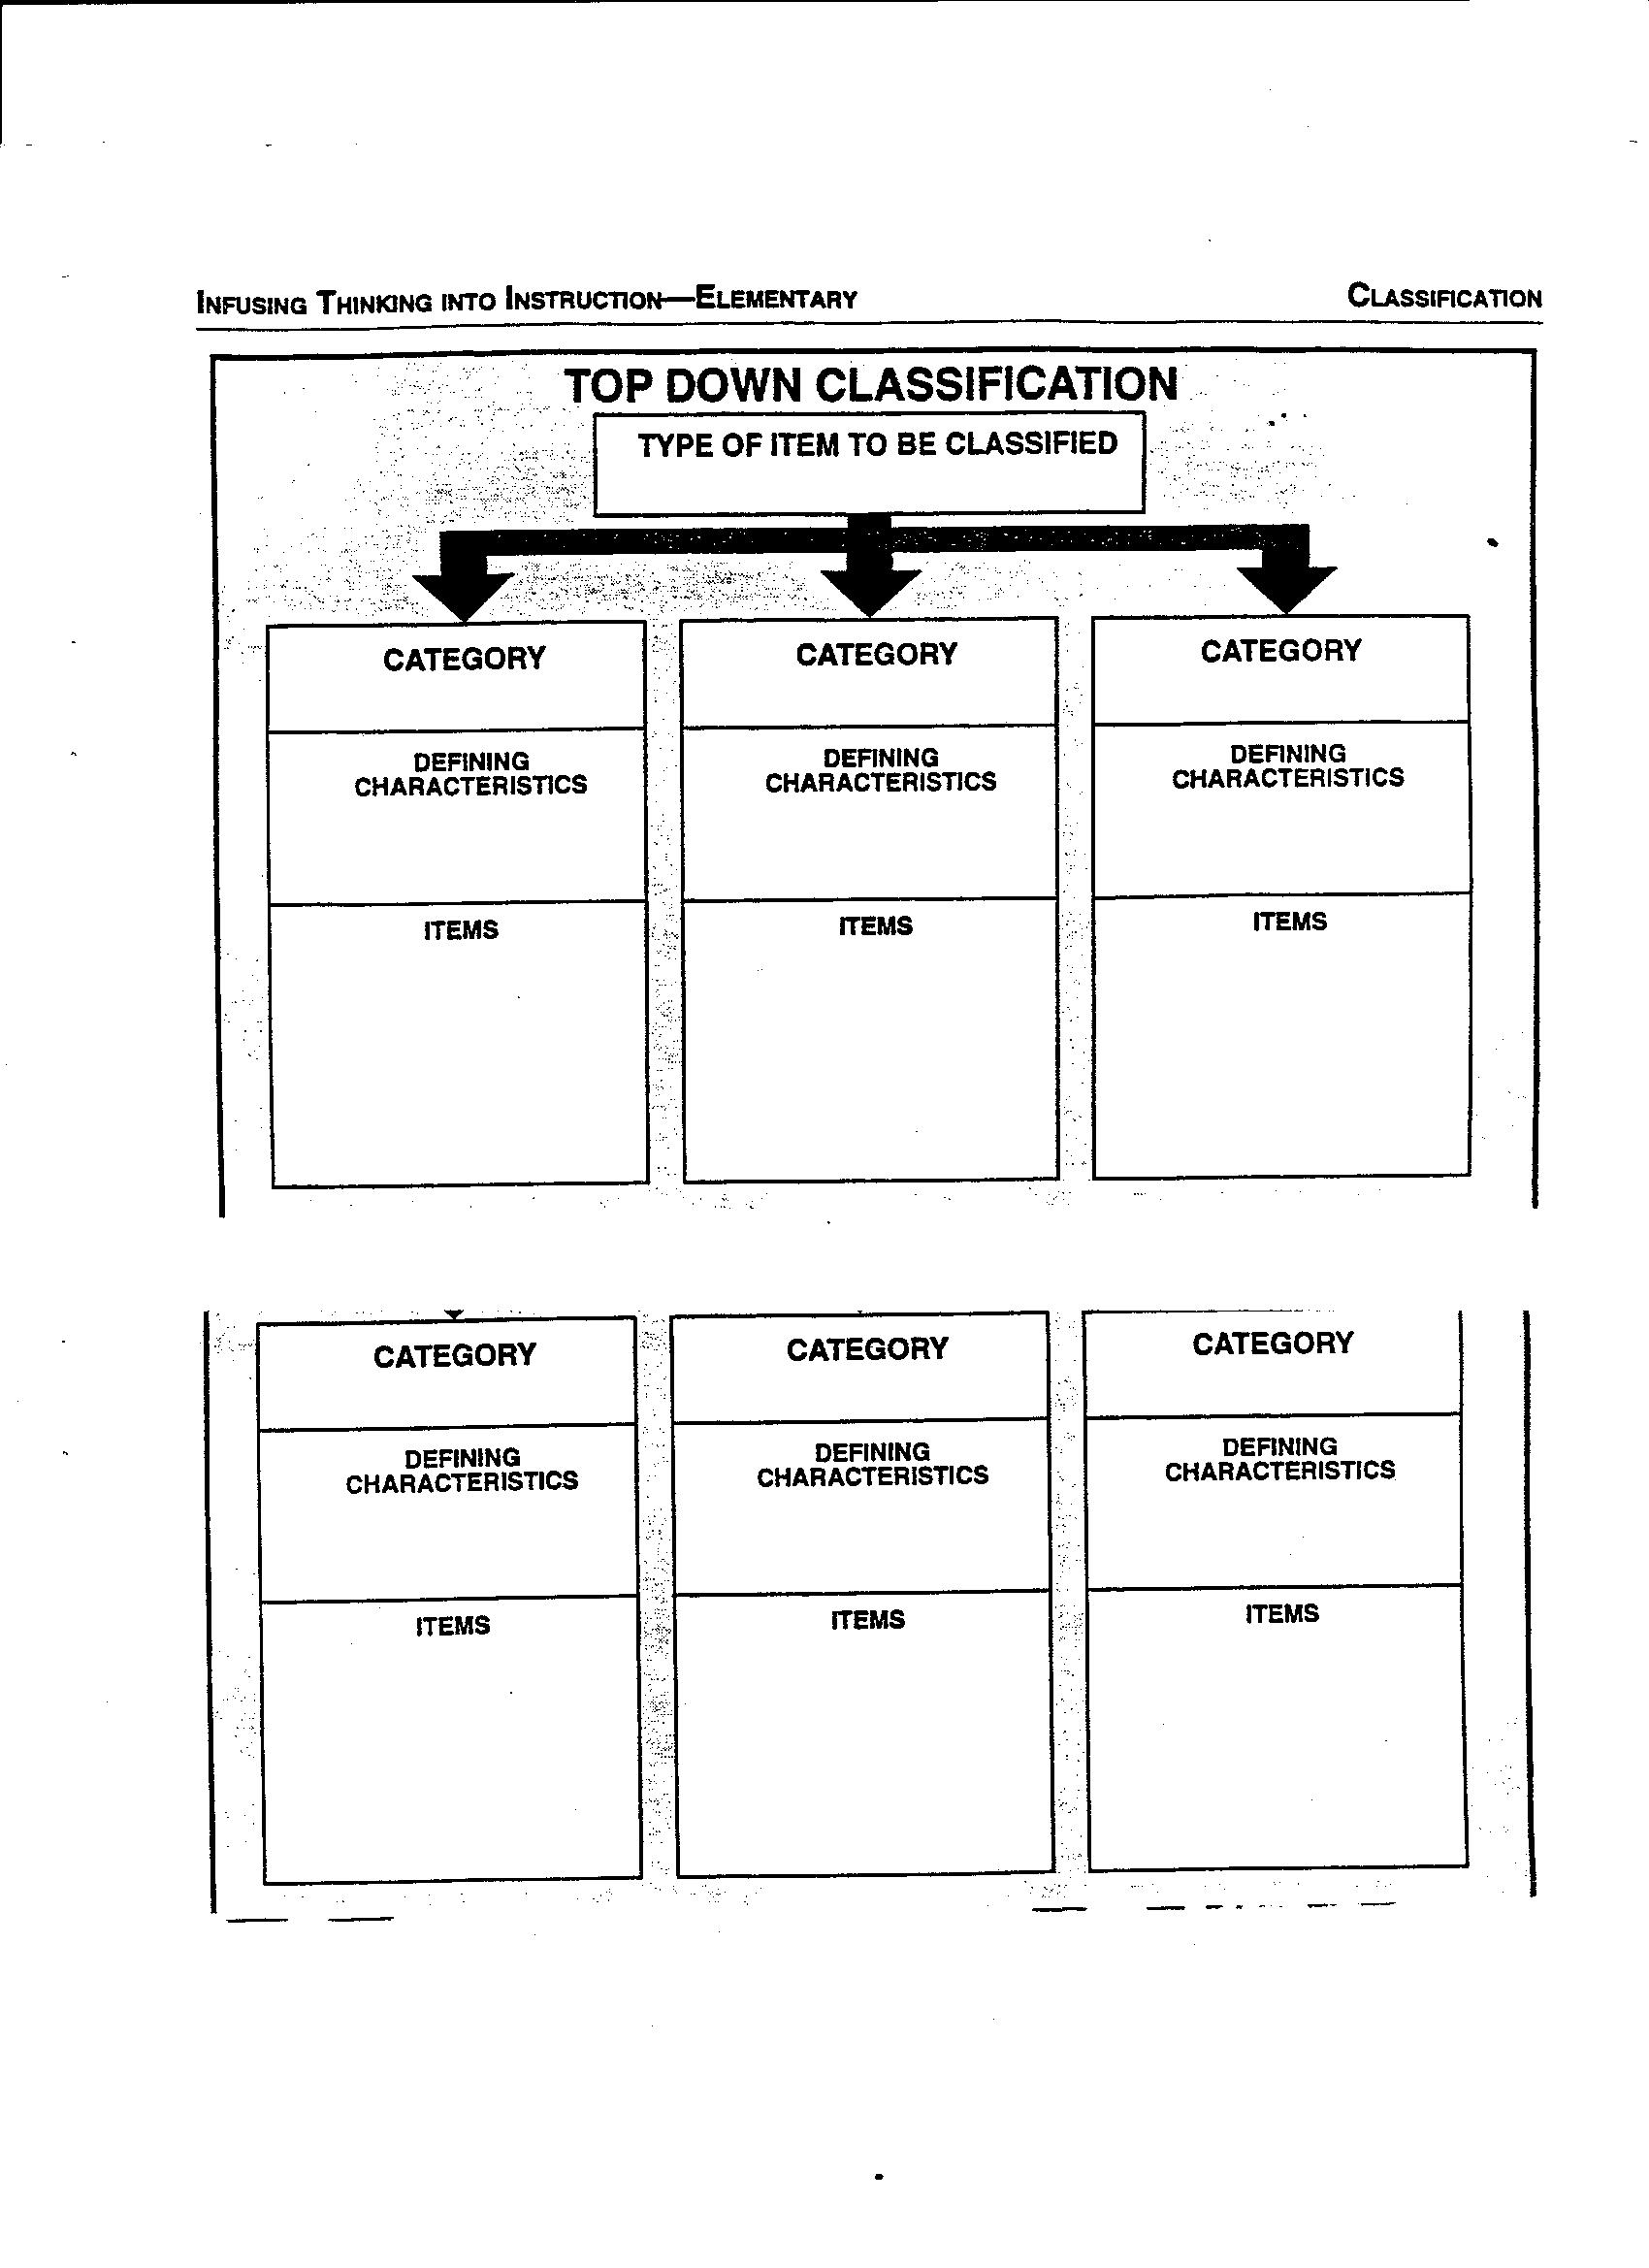 INFUSING THINKING INTO INSTRUCTION—ELEMENTARY
CLASSIFICATION
TOP DOWN CLASSIFICATION
TYPE OF ITEM TO BE CLASSIFIED
CATEGORY
CATEGORY
CATEGORY
DEFINING
CHARACTERISTICS
DEFINING
CHARACTERISTICS
DEFINING
CHARACTERISTICS
ITEMS
ITEMS
ITEMS
CATEGORY
CATEGORY
CATEGORY
DEFINING
CHARACTERISTICS
DEFINING
CHARACTERISTICS
DEFINING
CHARACTERISTICS
ITEMS
ITEMS
ITEMS